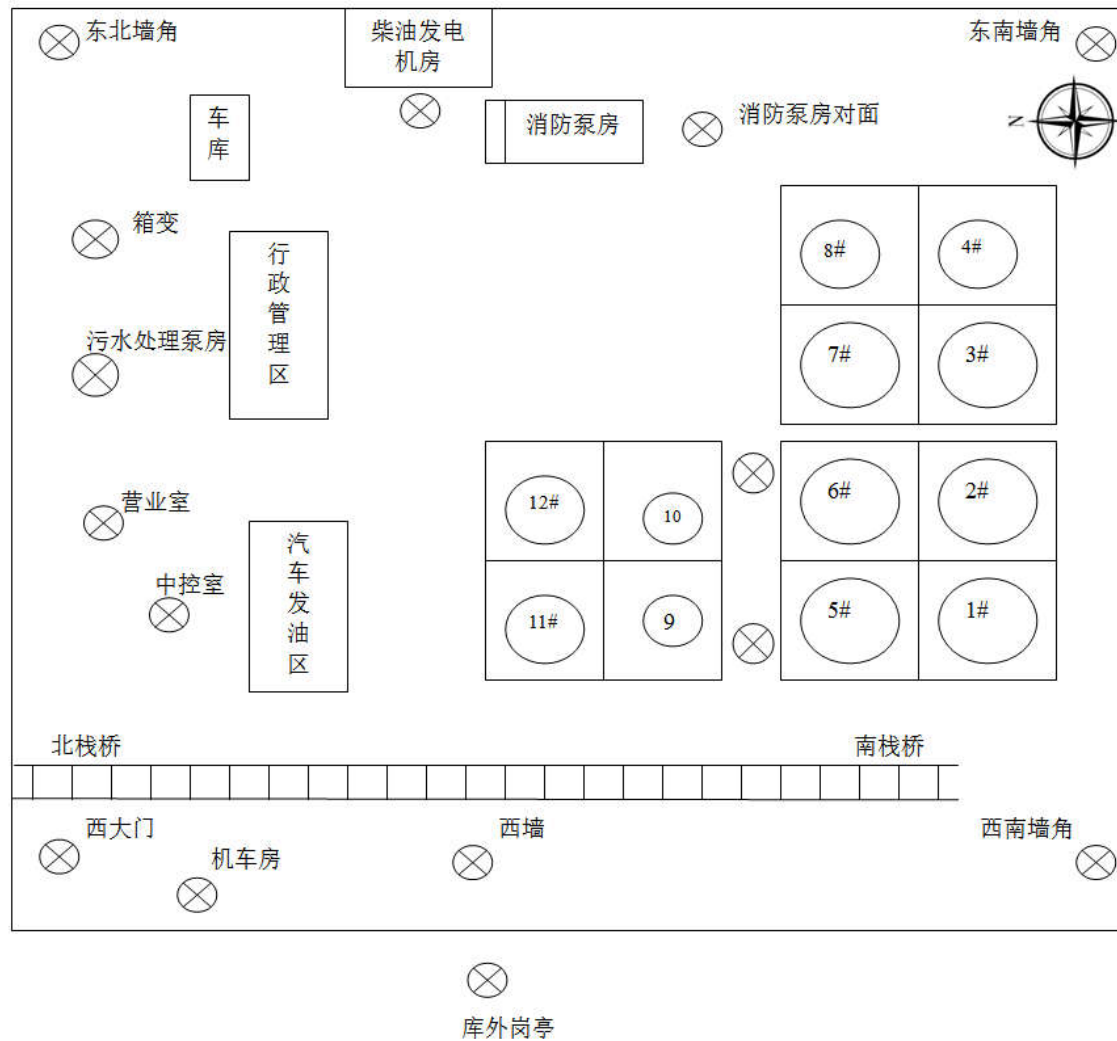 东北墙角
柴油发电
机房
东南墙角
车
库
消防泵房
消防泵房对面
N
箱变
行
政
管
理
区
8#
4#
污水处理泵房
7#
3#
营业室
12#
10
6#
2#
汽
车
发
油
区
中控室
11#
9
5#
1#
北栈桥
南栈桥
西大门
机车房
西墙
西南墙角
库外岗亭